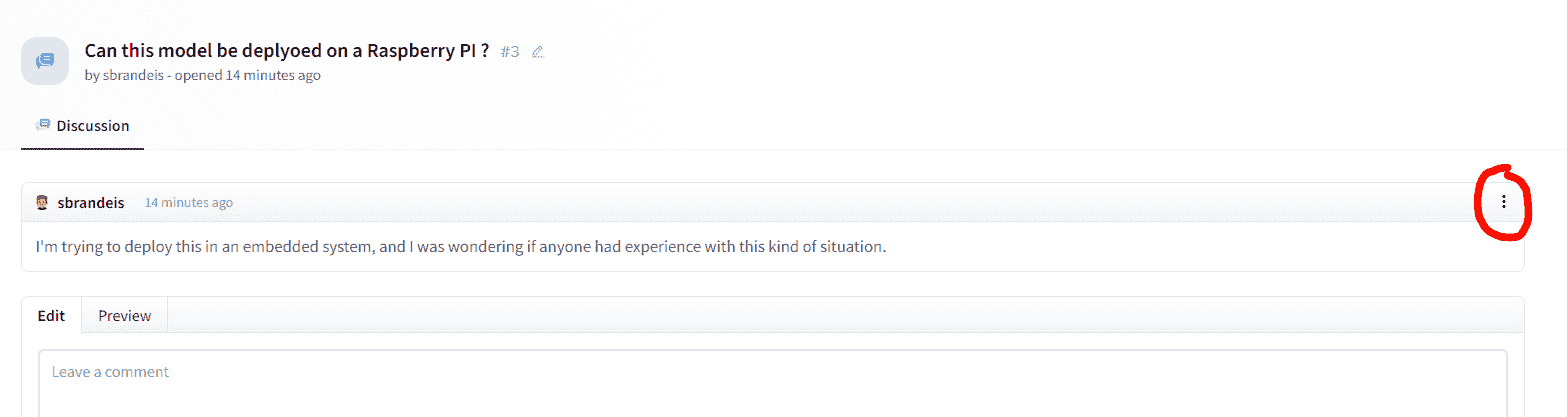 Can this model be deplyoed on a Raspberry PI ? #3
by sbrandeis - opened 14 minutes ago
Discussion
sbrandeis 14 minutes ago
I'm trying to deploy this in an embedded system, and I was wondering if anyone had experience with this kind of situation.
Edit Preview
Leave a comment